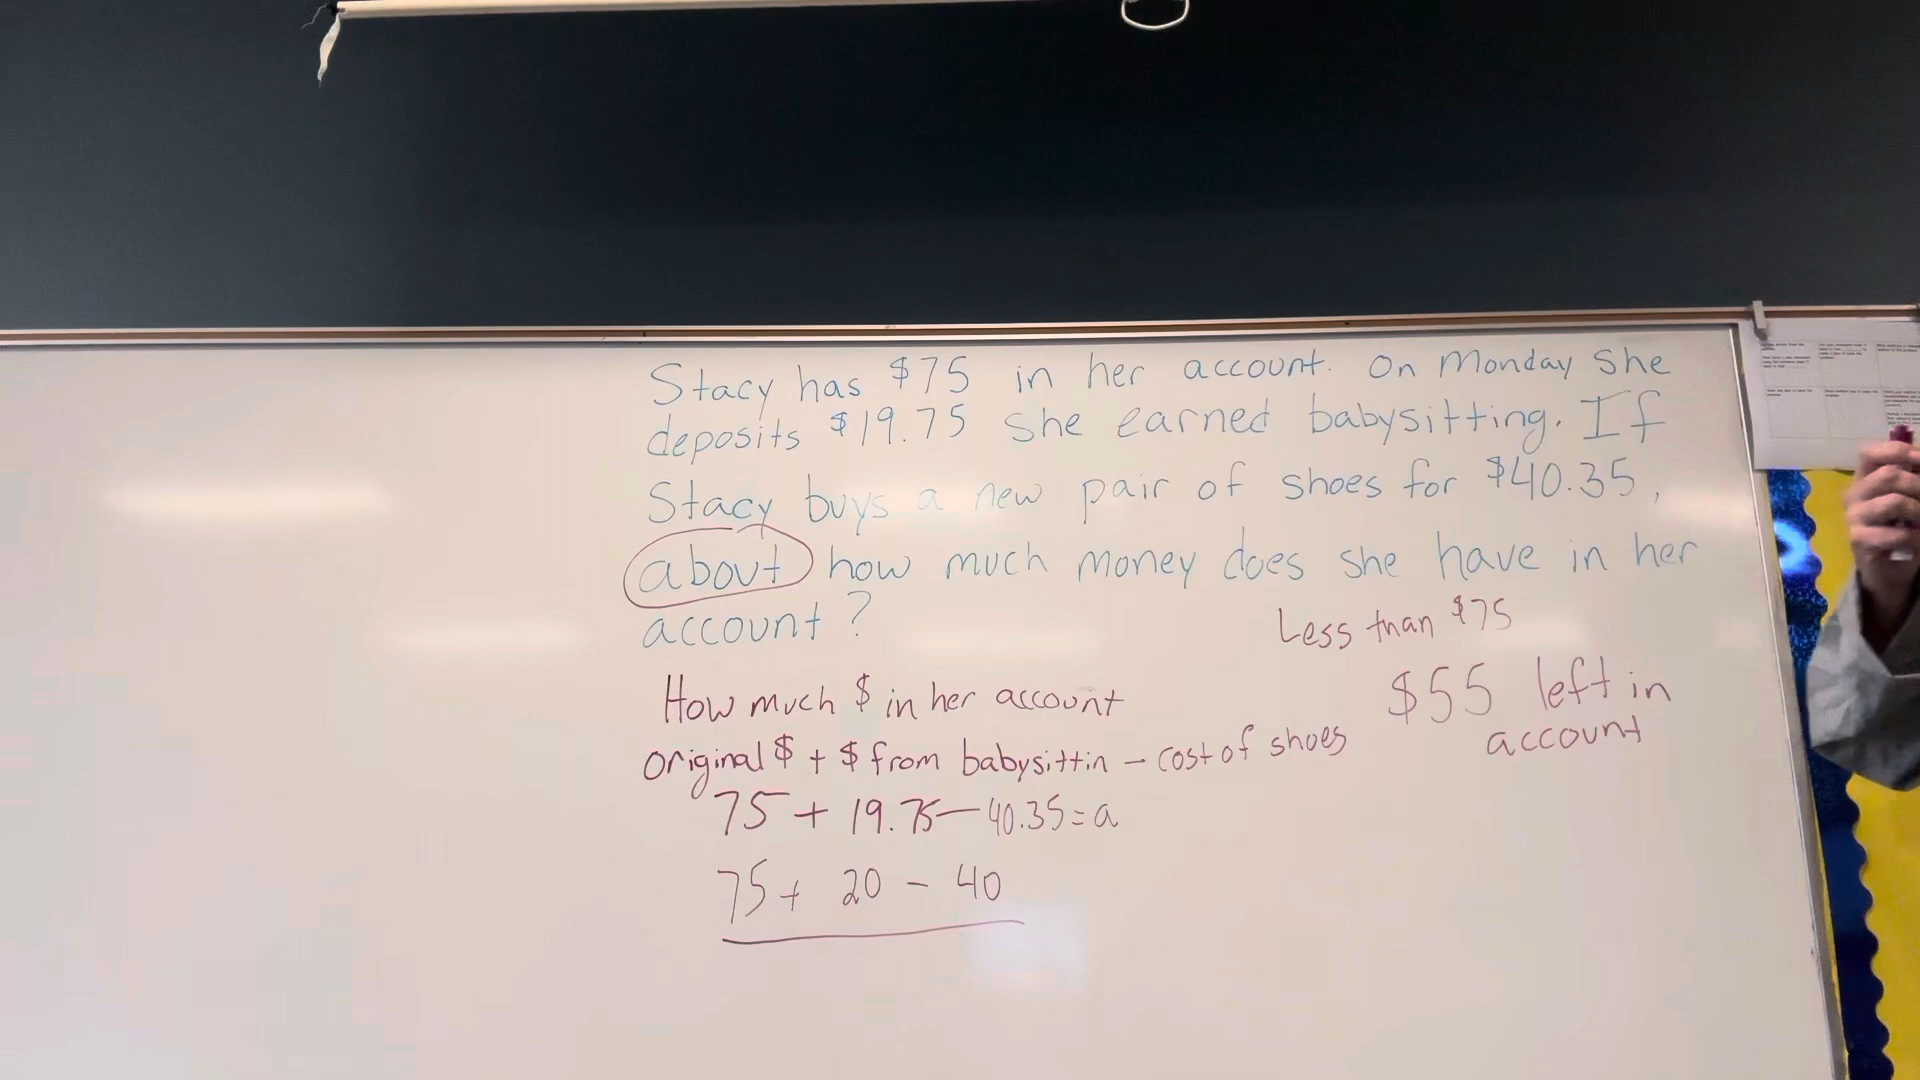 Stacy has $75 in her account. On Monday She
deposits $19.75 she earned babysitting. If
Stacy buys a new pair of shoes for $40.35,
about how much money does she have in her
account?
Less than $75
$55 left in
account
How much $ in her account
original $ + $ from babysittin - cost of shoes
75 + 19.75 - 40.35 = a
75 + 20 - 40